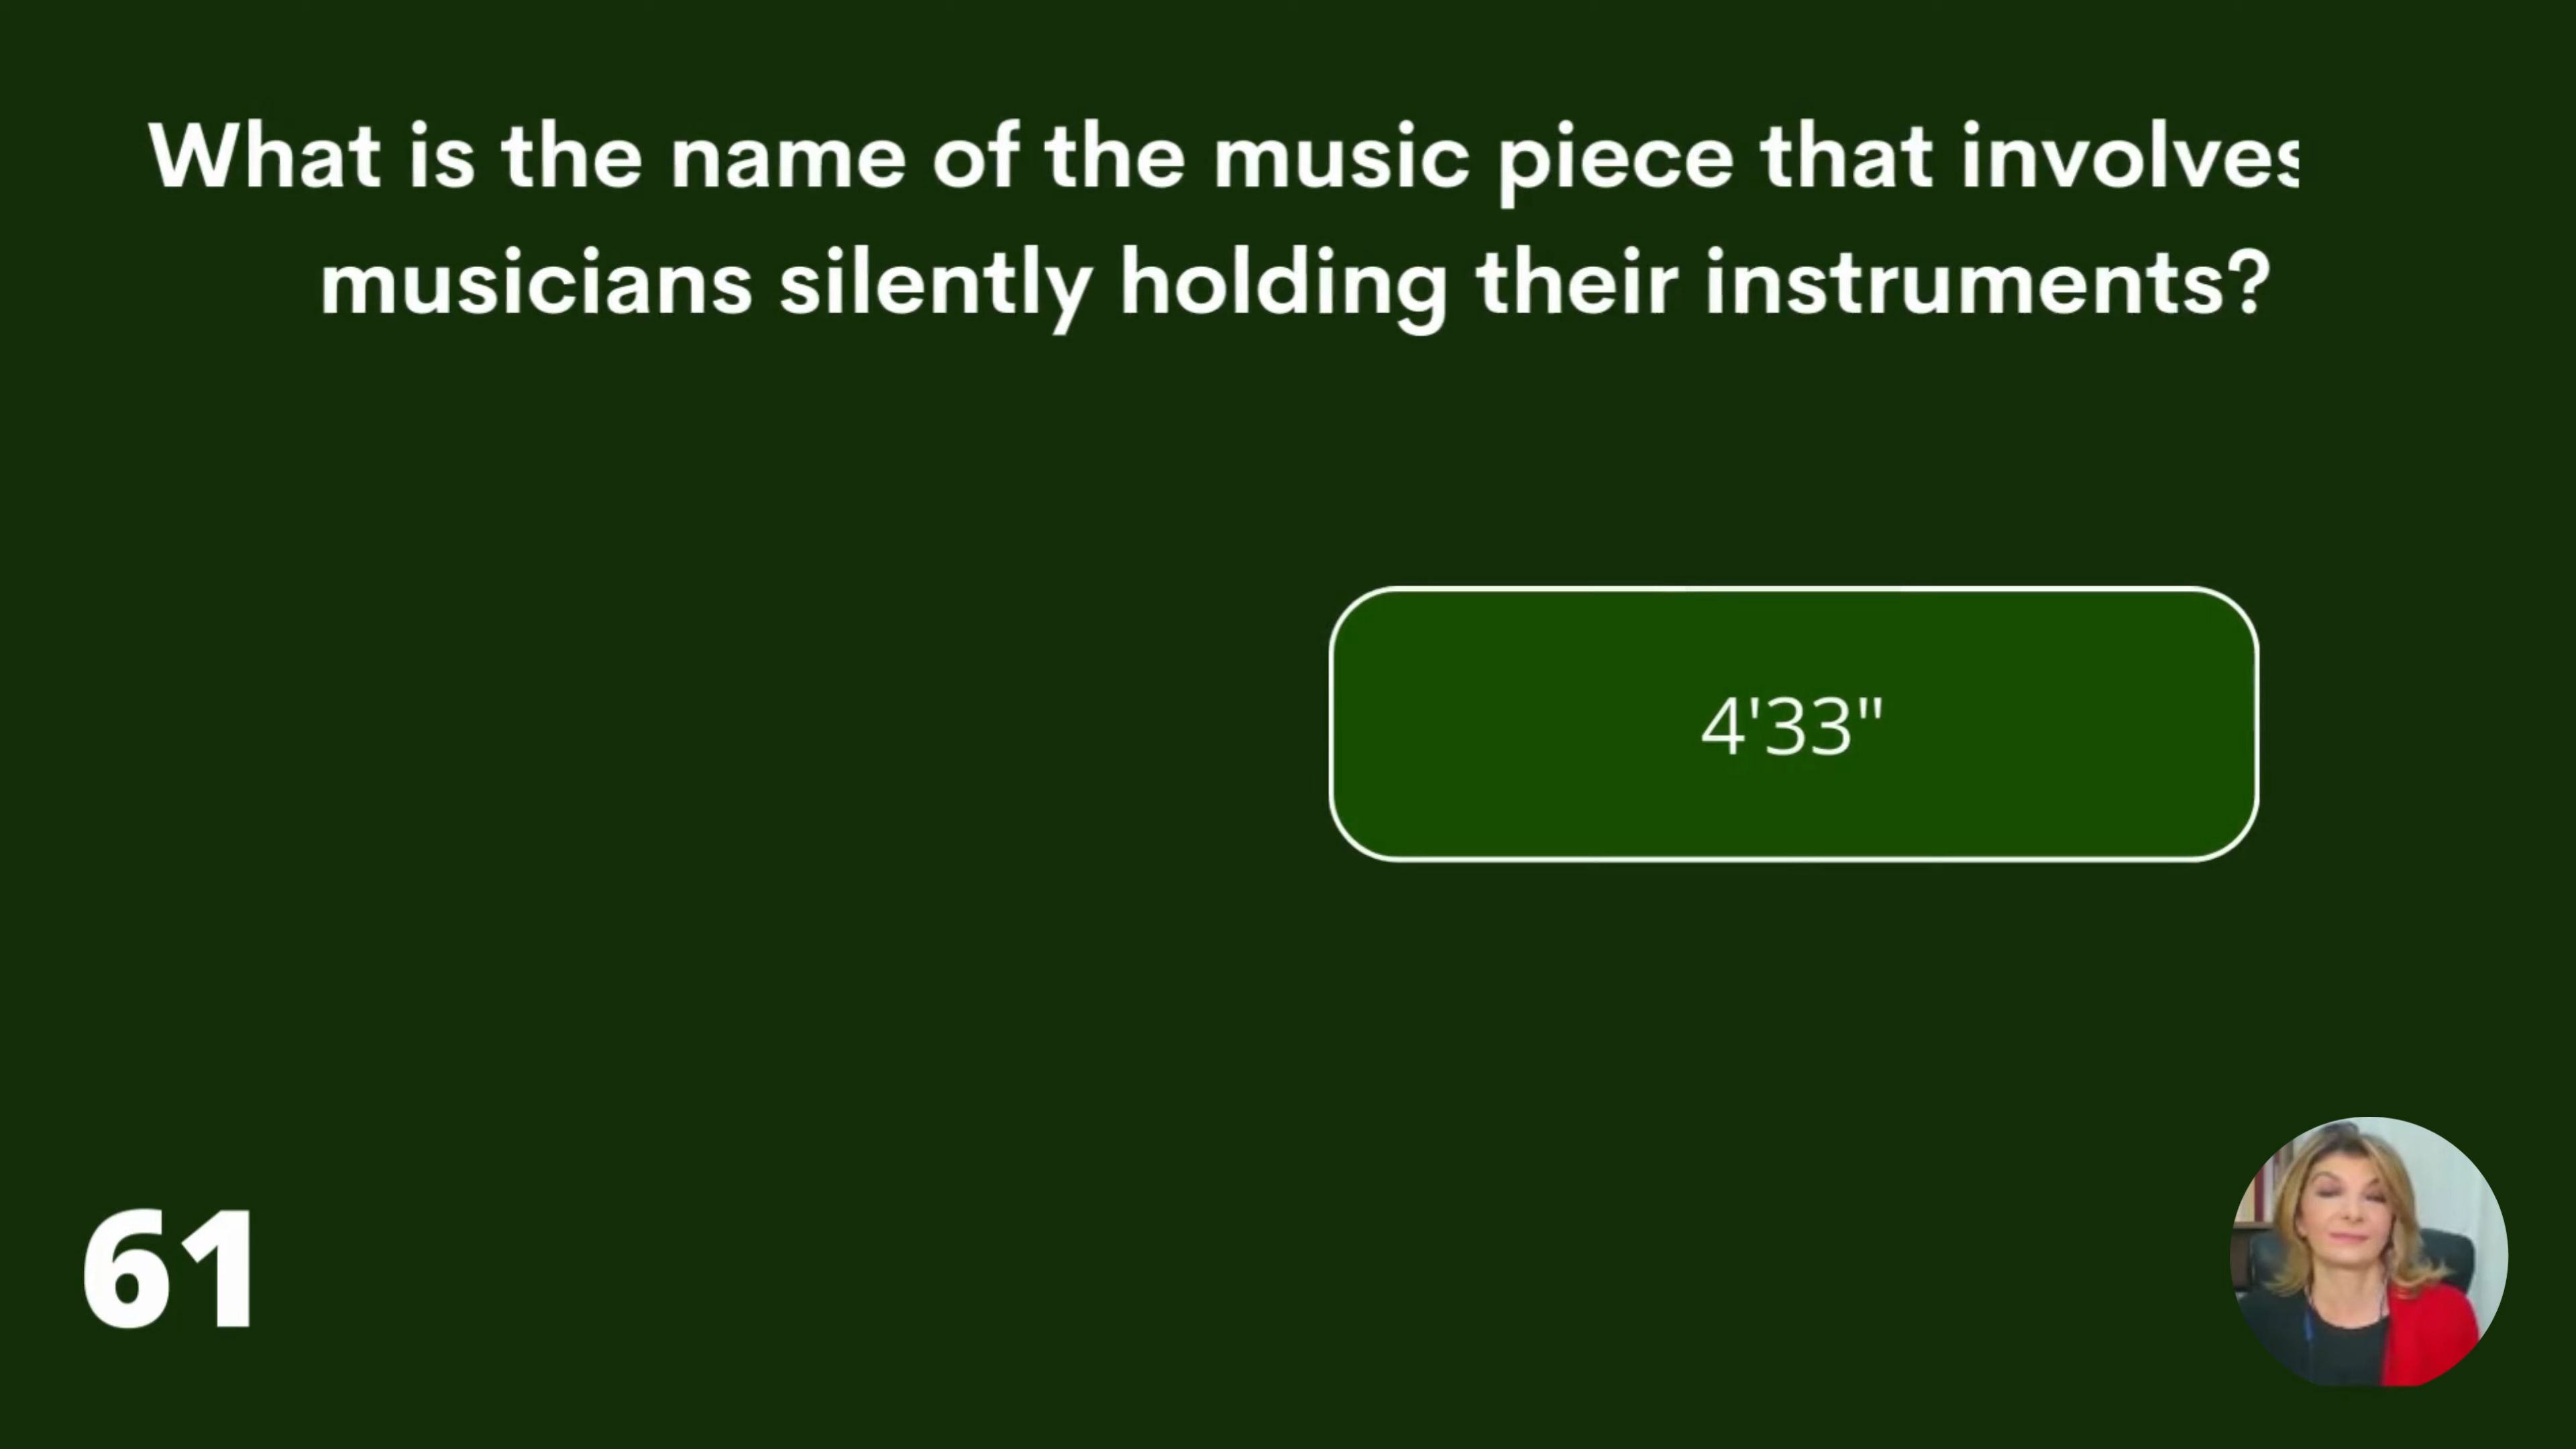 What is the name of the music piece that involves
musicians silently holding their instruments?
4'33"
61